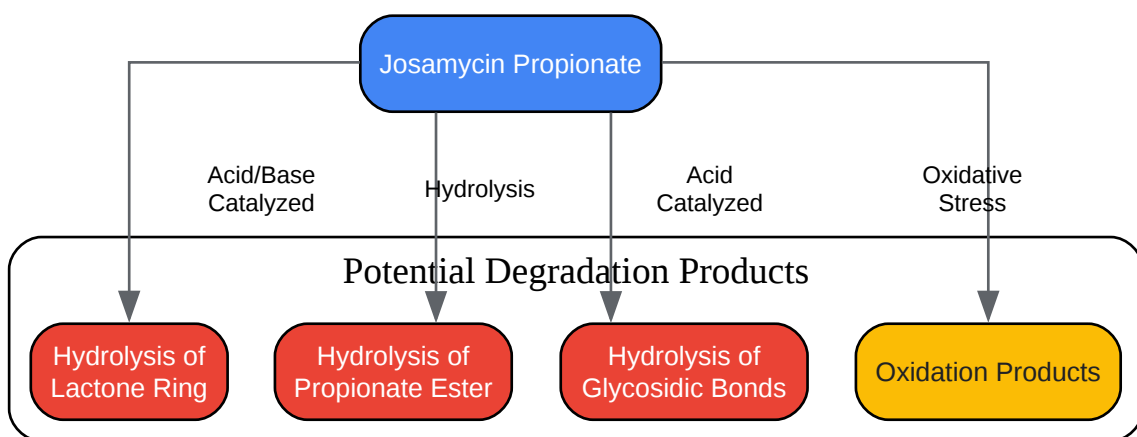 Josamycin Propionate
Acid/Base
Catalyzed
Hydrolysis
Acid
Catalyzed
Oxidative
Stress
Potential Degradation Products
Hydrolysis of
Lactone Ring
Hydrolysis of
Propionate Ester
Hydrolysis of
Glycosidic Bonds
Oxidation Products